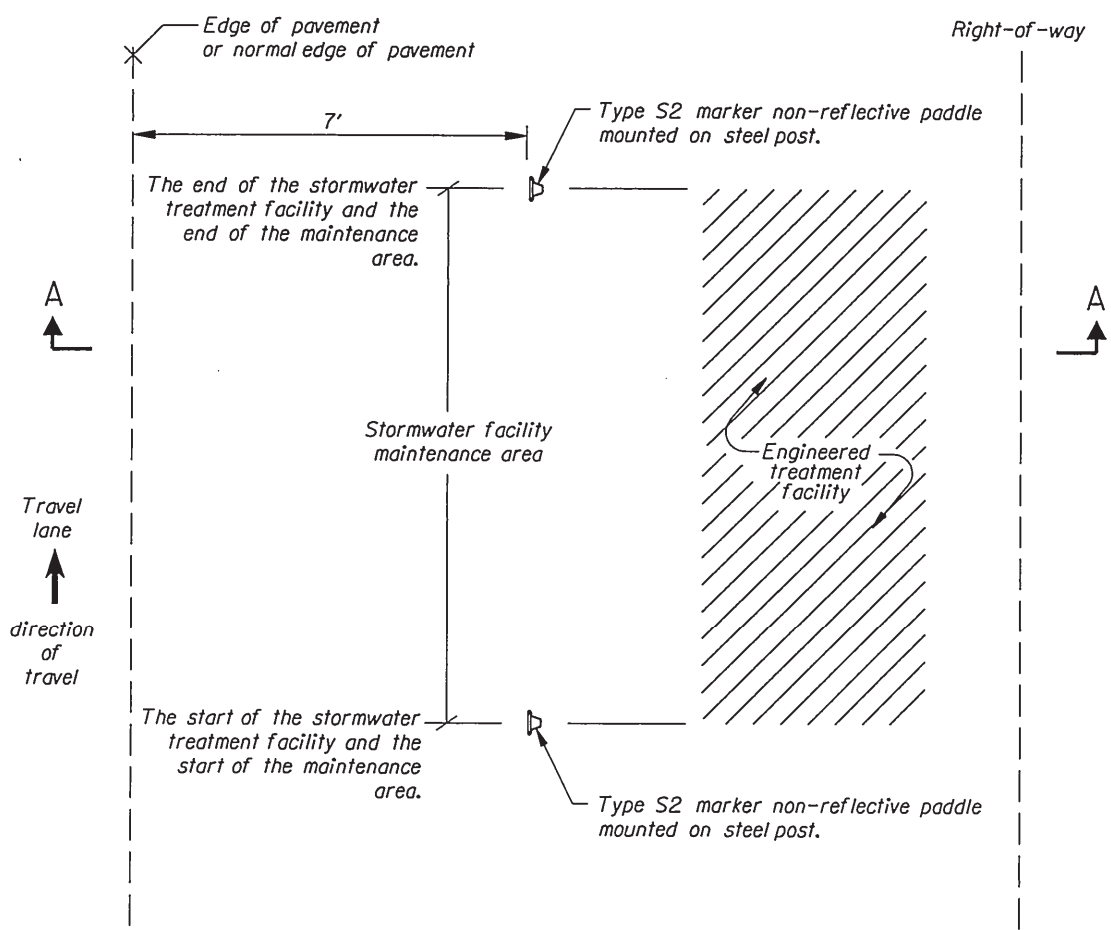 Edge of pavement
or normal edge of pavement
Right-of-way
7'
Type S2 marker non-reflective paddle
mounted on steel post.
The end of the stormwater
treatment facility and the
end of the maintenance
area.
A
A
Stormwater facility
maintenance area
Engineered
treatment
facility
Travel
lane
direction
of
travel
The start of the stormwater
treatment facility and the
start of the maintenance
area.
Type S2 marker non-reflective paddle
mounted on steel post.